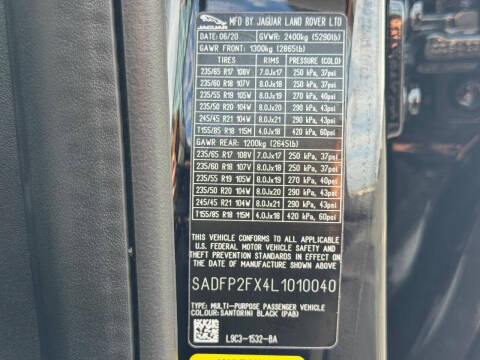 JAGUAR
MFD BY JAGUAR LAND ROVER LTD
DATE: 06/20 GVWR: 2400kg (5290lb)
GAWR FRONT: 1300kg (2865lb)
TIRES RIMS PRESSURE (COLD)
235/65 R17 108V 7.0Jx17 250 kPa, 37psi
235/60 R18 107V 8.0Jx18 250 kPa, 37psi
235/55 R19 105W 8.0Jx19 270 kPa, 40psi
235/50 R20 104W 8.0Jx20 290 kPa, 43psi
245/45 R21 104W 8.0Jx21 290 kPa, 43psi
T155/85 R18 115M 4.0Jx18 420 kPa, 60psi
GAWR REAR: 1200kg (2645lb)
235/65 R17 108V 7.0Jx17 250 kPa, 37psi
235/60 R18 107V 8.0Jx18 250 kPa, 37psi
235/55 R19 105W 8.0Jx19 270 kPa, 40psi
235/50 R20 104W 8.0Jx20 290 kPa, 43psi
245/45 R21 104W 8.0Jx21 290 kPa, 43psi
T155/85 R18 115M 4.0Jx18 420 kPa, 60psi
THIS VEHICLE CONFORMS TO ALL APPLICABLE
U.S. FEDERAL MOTOR VEHICLE SAFETY AND
THEFT PREVENTION STANDARDS IN EFFECT
ON THE DATE OF MANUFACTURE SHOWN ABOVE
SADFP2FX4L1010040
TYPE: MULTI-PURPOSE PASSENGER VEHICLE
COLOUR: SANTORINI BLACK (PAB)
L9C3-1532-BA